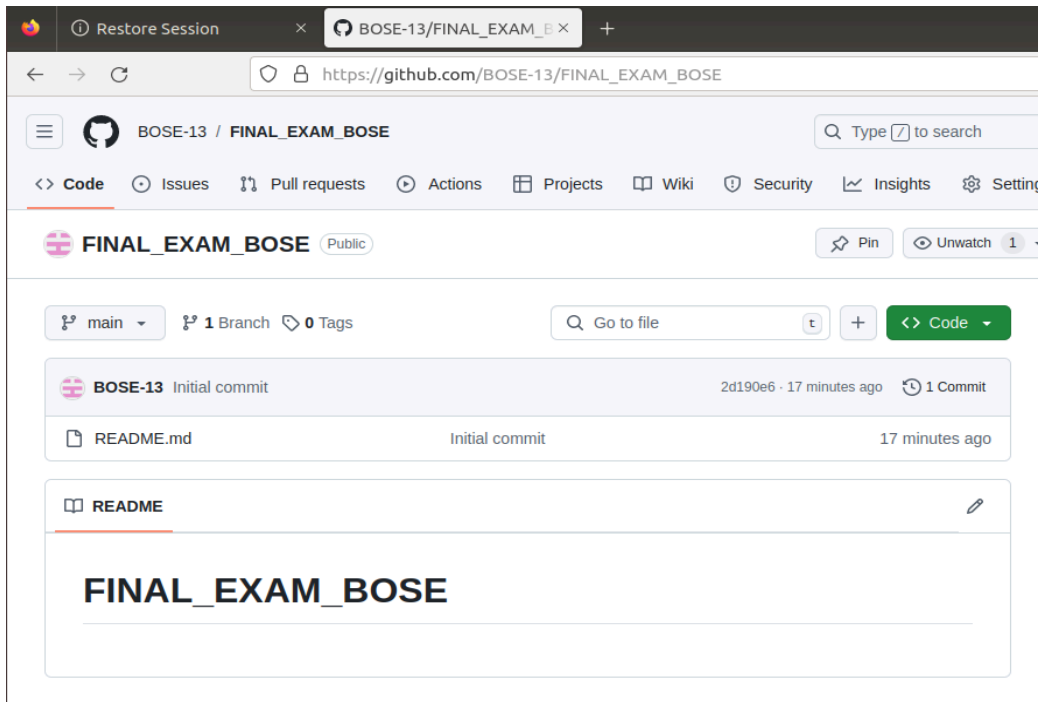 Restore Session
BOSE-13/FINAL_EXAM_B
https://github.com/BOSE-13/FINAL_EXAM_BOSE
BOSE-13 / FINAL_EXAM_BOSE
Type / to search
Code Issues Pull requests Actions Projects Wiki Security Insights Setting
FINAL_EXAM_BOSE Public
Pin
Unwatch 1
main
1 Branch
0 Tags
Go to file t
Code
BOSE-13 Initial commit 2d190e6 · 17 minutes ago 1 Commit
README.md Initial commit 17 minutes ago
README
FINAL_EXAM_BOSE